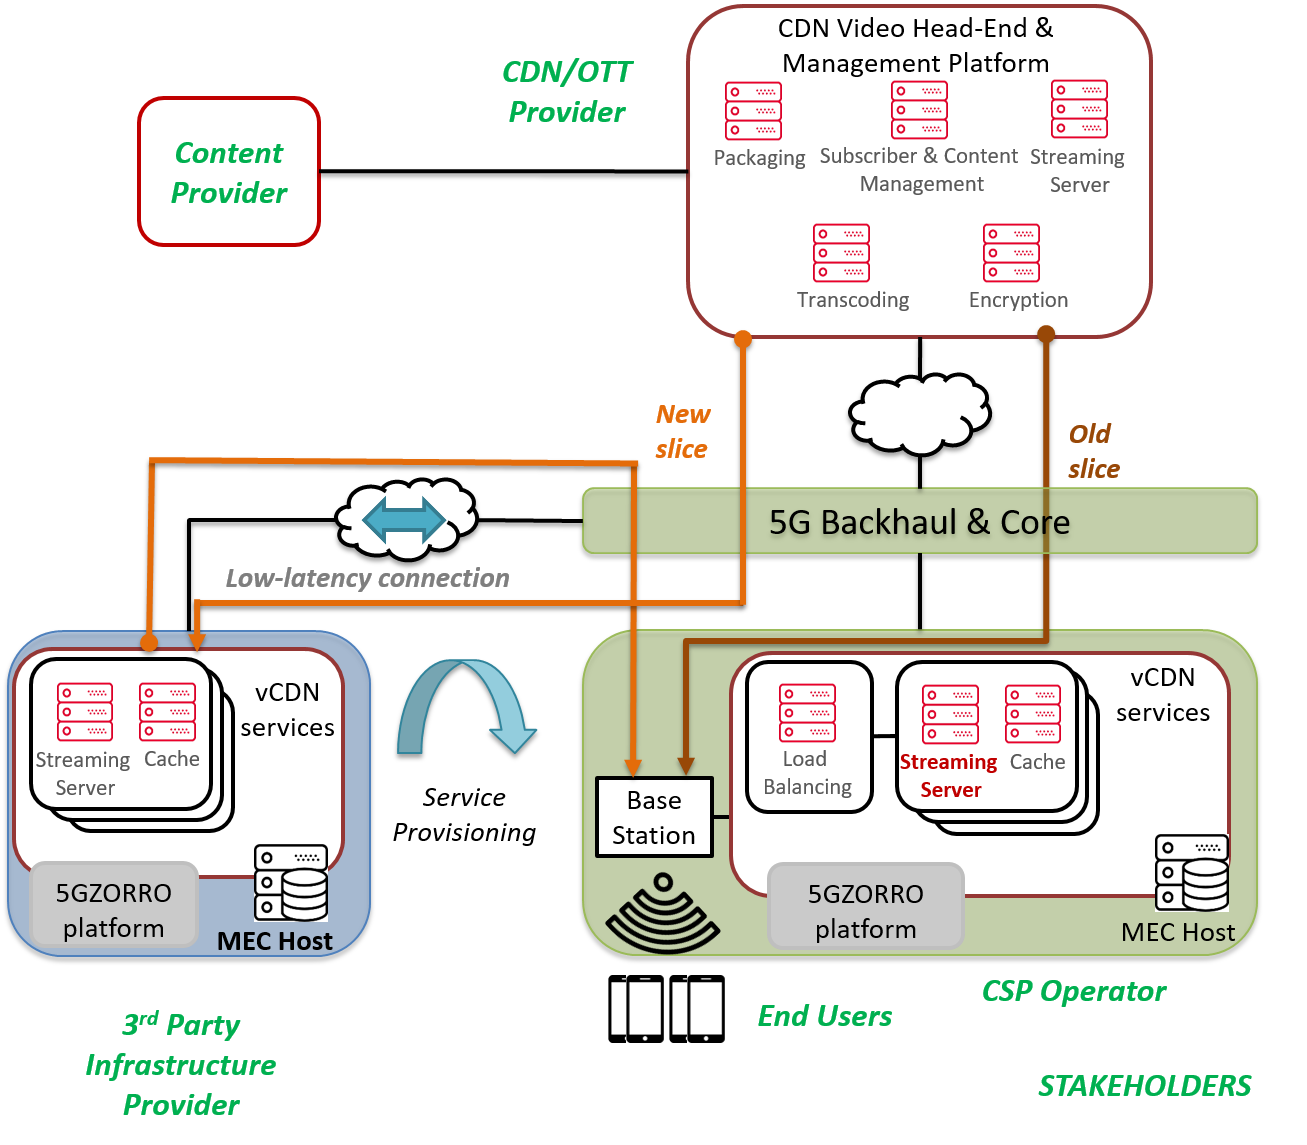 CDN Video Head-End &
Management Platform
CDN/OTT
Provider
Content
Provider
Packaging
Subscriber & Content
Management
Streaming
Server
Transcoding
Encryption
New
slice
Old
slice
5G Backhaul & Core
Low-latency connection
vCDN
services
Streaming
Server
Cache
5GZORRO
platform
MEC Host
Service
Provisioning
Base
Station
Load
Balancing
Streaming
Server
Cache
vCDN
services
5GZORRO
platform
MEC Host
CSP Operator
End Users
3rd Party
Infrastructure
Provider
STAKEHOLDERS